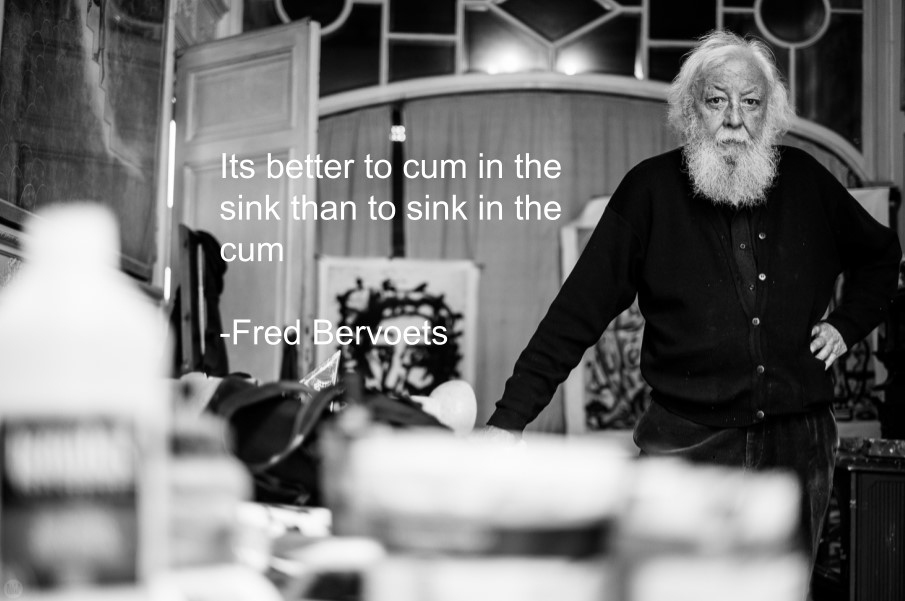 Its better to cum in the
sink than to sink in the
cum
-Fred Bervoets